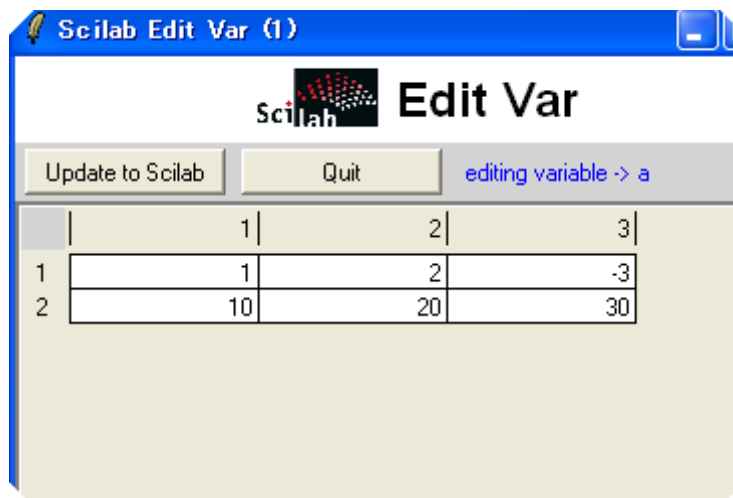 Scilab Edit Var (1)
Scilab Edit Var
Update to Scilab Quit editing variable -> a
1 2 3
1 1 2 -3
2 10 20 30